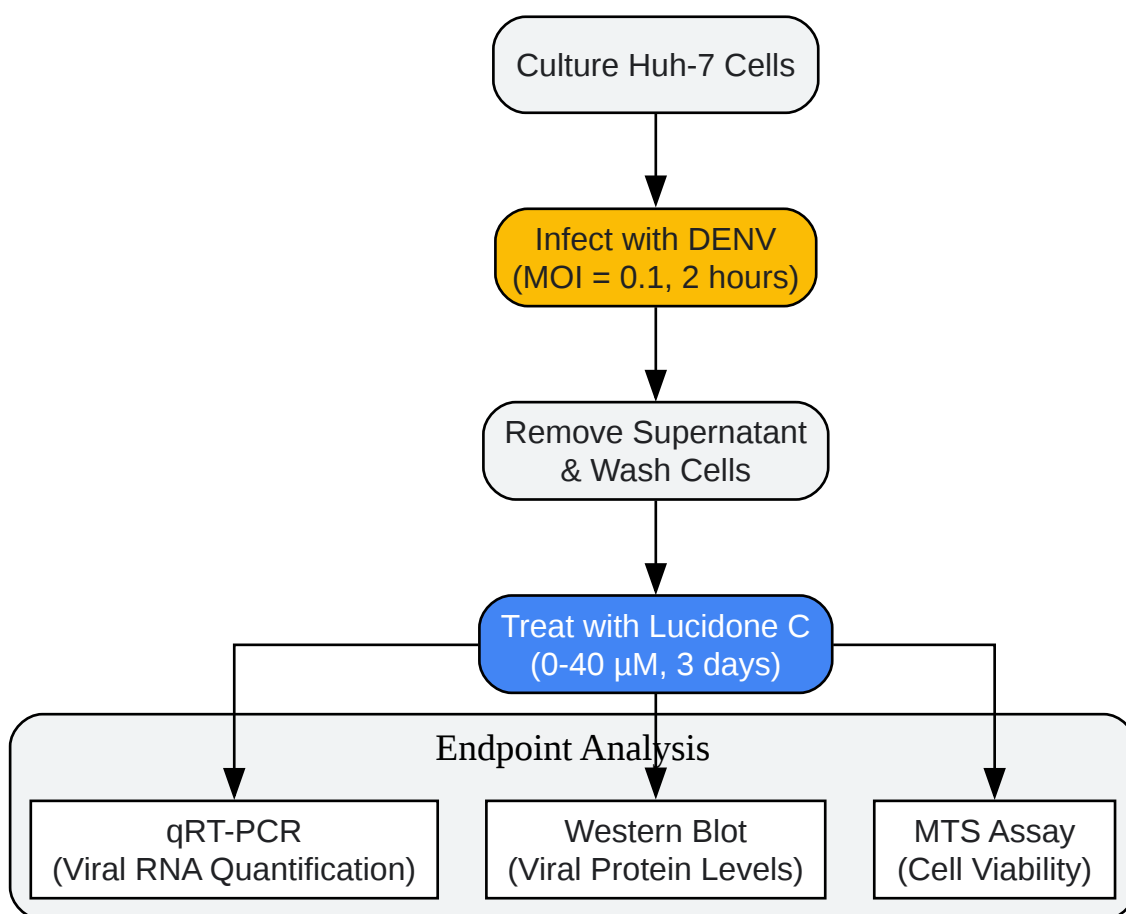 Culture Huh-7 Cells
Infect with DENV
(MOI = 0.1, 2 hours)
Remove Supernatant
& Wash Cells
Treat with Lucidone C
(0-40 µM, 3 days)
Endpoint Analysis
qRT-PCR
(Viral RNA Quantification)
Western Blot
(Viral Protein Levels)
MTS Assay
(Cell Viability)